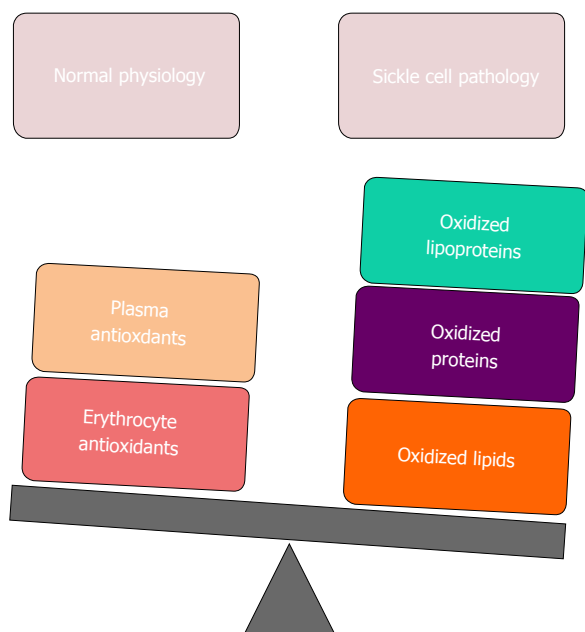 Normal physiology
Sickle cell pathology
Oxidized
lipoproteins
Plasma
antioxdants
Oxidized
proteins
Erythrocyte
antioxidants
Oxidized lipids